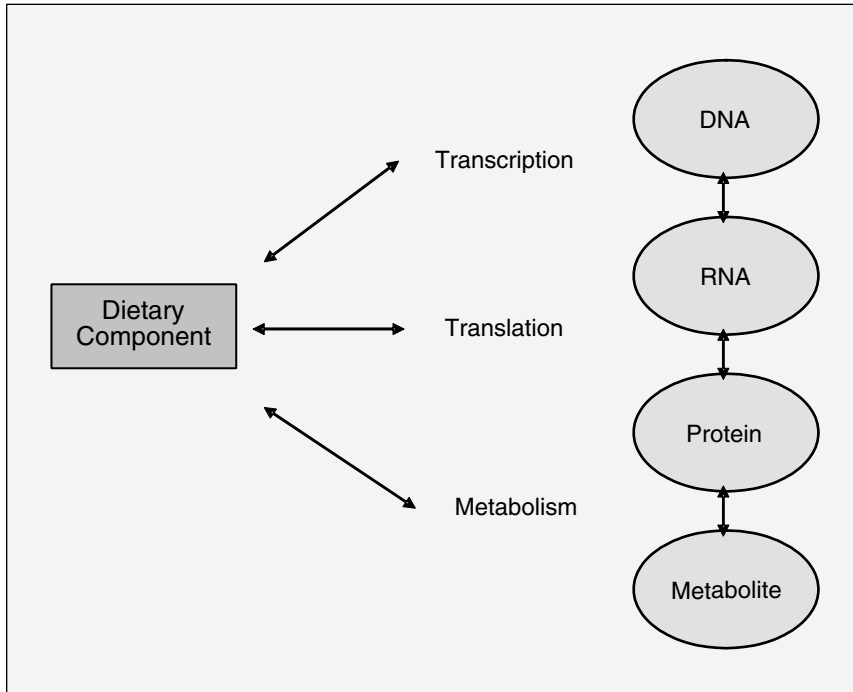 DNA
Transcription
RNA
Dietary
Component
Translation
Protein
Metabolism
Metabolite